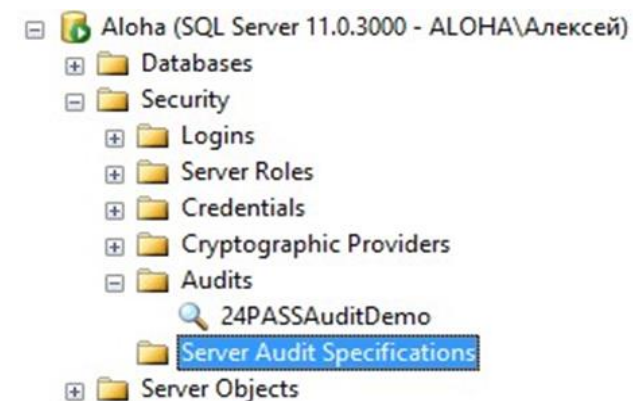 Aloha (SQL Server 11.0.3000 - ALOHA\Алексей)
Databases
Security
Logins
Server Roles
Credentials
Cryptographic Providers
Audits
24PASSAuditDemo
Server Audit Specifications
Server Objects